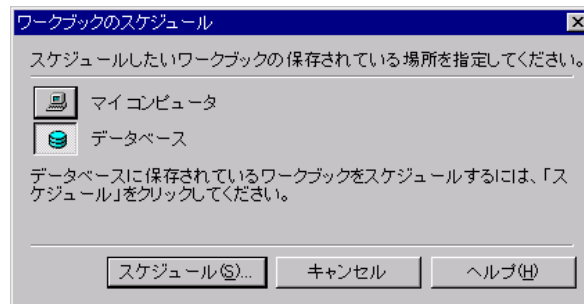 ワークブックのスケジュール
スケジュールしたいワークブックの保存されている場所を指定してください。
マイ コンピュータ
データベース
データベースに保存されているワークブックをスケジュールするには、「ス
ケジュール」をクリックしてください。
スケジュール(S)... キャンセル ヘルプ(H)